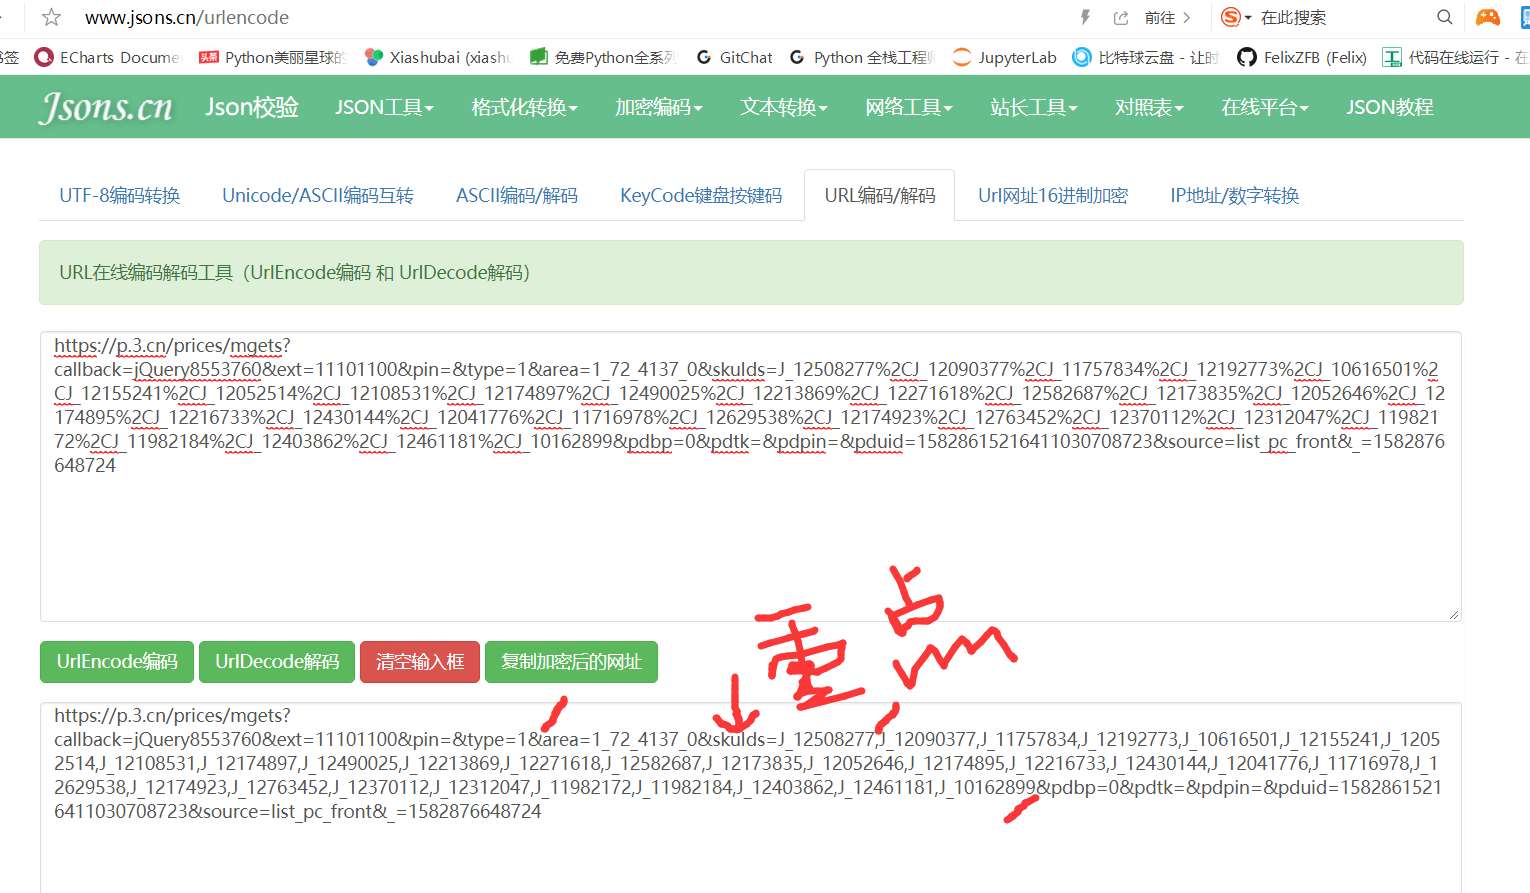 www.jsons.cn/urlencode
前往
在此搜索
签
ECharts Docume
头条
Python美丽星球的
Xiashubai (xiashu
免费Python全系列
GitChat
Python 全栈工程师
JupyterLab
比特球云盘 - 让时
FelixZFB (Felix)
代码在线运行 - 在
Jsons.cn
Json校验
JSON工具
格式化转换
加密编码
文本转换
网络工具
站长工具
对照表
在线平台
JSON教程
UTF-8编码转换
Unicode/ASCII编码互转
ASCII编码/解码
KeyCode键盘按键码
URL编码/解码
Url网址16进制加密
IP地址/数字转换
URL在线编码解码工具（UrlEncode编码 和 UrlDecode解码）
https://p.3.cn/prices/mgets?
callback=jQuery8553760&ext=11101100&pin=&type=1&area=1_72_4137_0&skuIds=J_12508277%2CJ_12090377%2CJ_11757834%2CJ_12192773%2CJ_10616501%2
CJ_12155241%2CJ_12052514%2CJ_12108531%2CJ_12174897%2CJ_12490025%2CJ_12213869%2CJ_12271618%2CJ_12582687%2CJ_12173835%2CJ_12052646%2CJ_12
174895%2CJ_12216733%2CJ_12430144%2CJ_12041776%2CJ_11716978%2CJ_12629538%2CJ_12174923%2CJ_12763452%2CJ_12370112%2CJ_12312047%2CJ_11982
172%2CJ_11982184%2CJ_12403862%2CJ_12461181%2CJ_10162899&pdbp=0&pdtk=&pdpin=&pduid=15828615216411030708723&source=list_pc_front&_=1582876
648724
重点
UrlEncode编码
UrlDecode解码
清空输入框
复制加密后的网址
https://p.3.cn/prices/mgets?
callback=jQuery8553760&ext=11101100&pin=&type=1&area=1_72_4137_0&skuIds=J_12508277,J_12090377,J_11757834,J_12192773,J_10616501,J_12155241,J_1205
2514,J_12108531,J_12174897,J_12490025,J_12213869,J_12271618,J_12582687,J_12173835,J_12052646,J_12174895,J_12216733,J_12430144,J_12041776,J_11716978,J_
12629538,J_12174923,J_12763452,J_12370112,J_12312047,J_11982172,J_11982184,J_12403862,J_12461181,J_10162899&pdbp=0&pdtk=&pdpin=&pduid=1582861521
6411030708723&source=list_pc_front&_=1582876648724